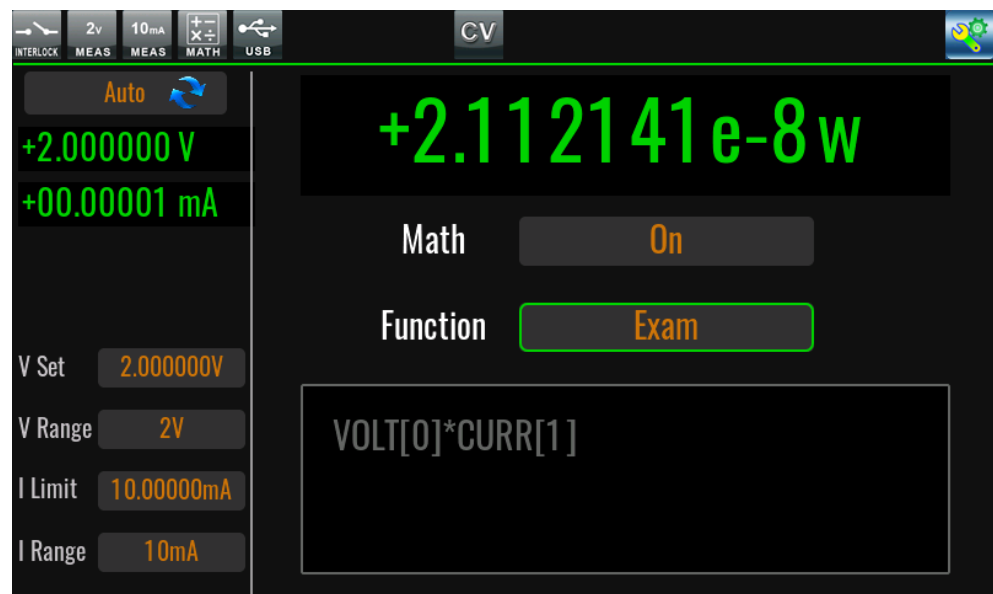 2V 10mA
INTERLOCK MEAS MEAS MATH USB
CV
Auto
+2.000000 V
+00.00001 mA
+2.112141e-8 w
Math On
Function Exam
V Set 2.000000V
V Range 2V
I Limit 10.00000mA
I Range 10mA
VOLT[0]*CURR[1]